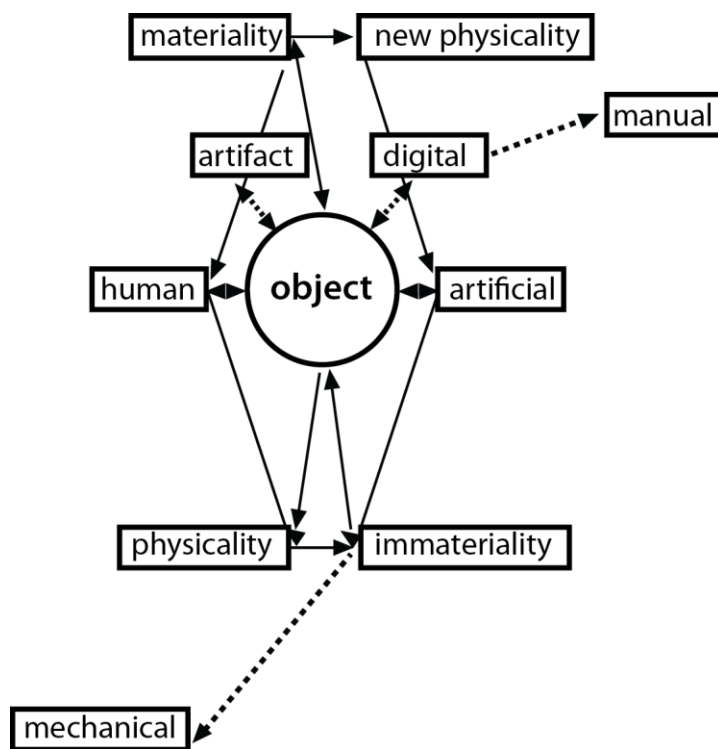 materiality
new physicality
manual
artifact
digital
human
object
artificial
physicality
immateriality
mechanical